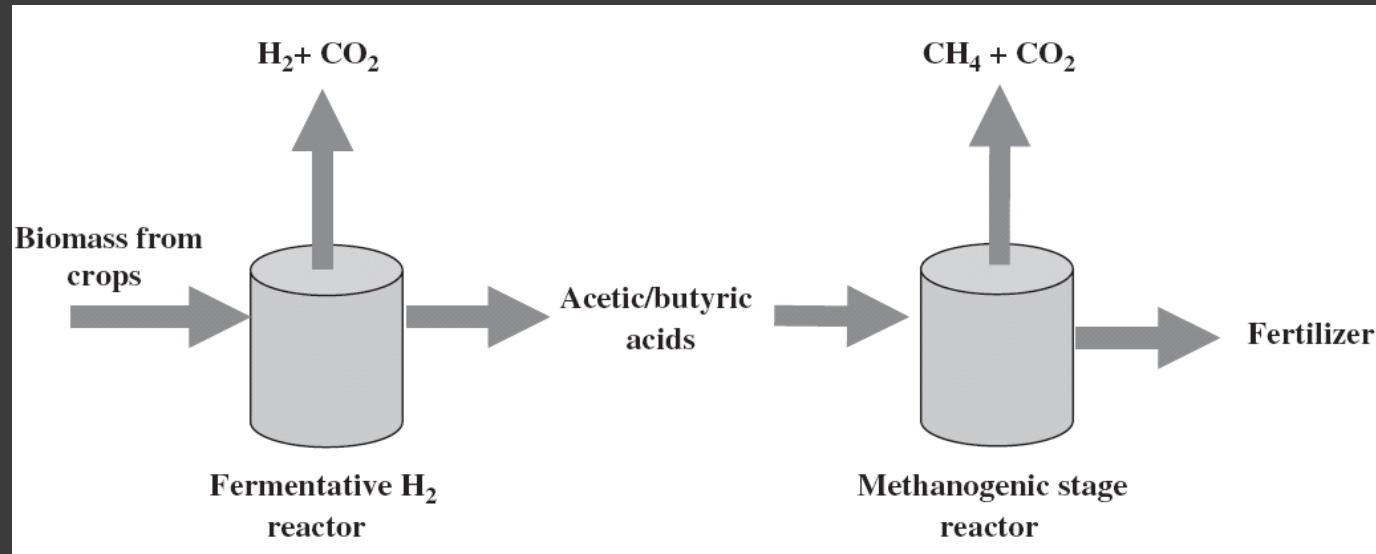 H₂+ CO₂
CH₄ + CO₂
Biomass from
crops
Acetic/butyric
acids
Fertilizer
Fermentative H₂
reactor
Methanogenic stage
reactor